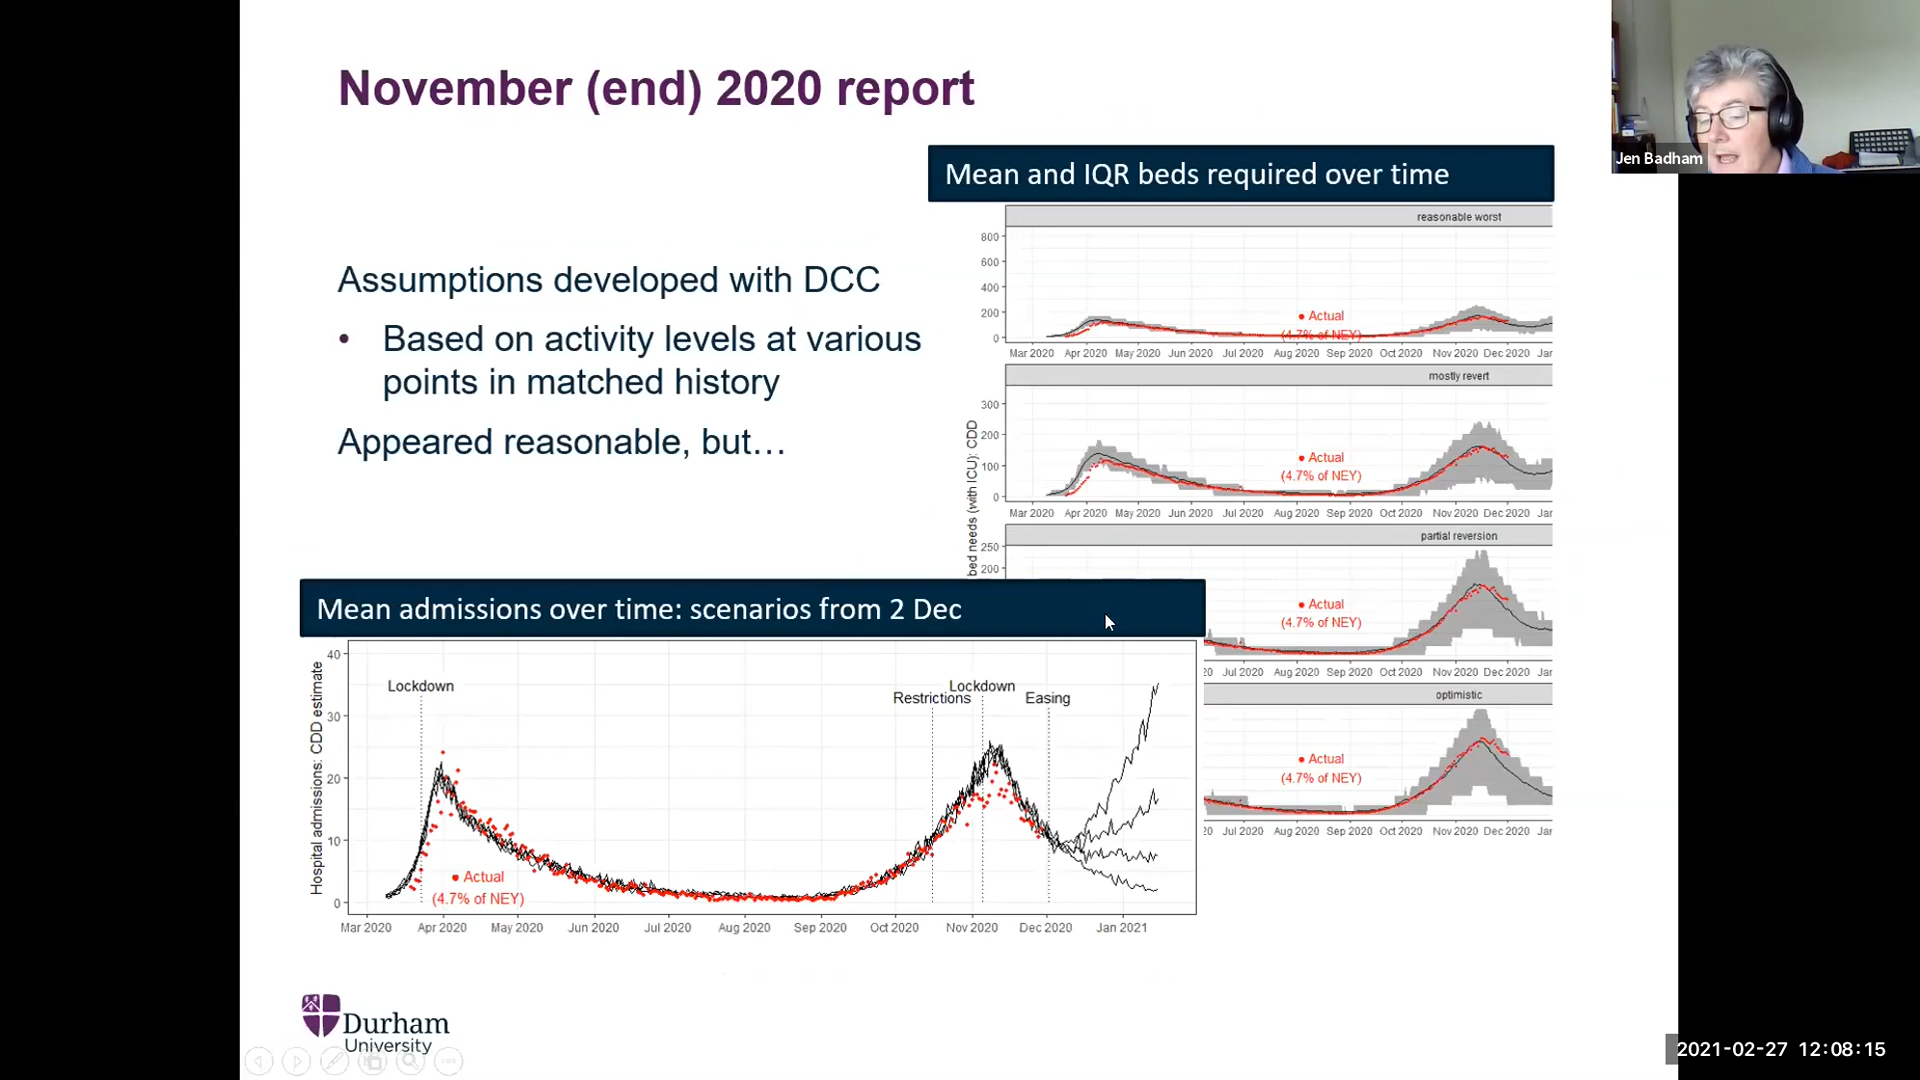 November (end) 2020 report
Jen Badham
Mean and IQR beds required over time
Assumptions developed with DCC
• Based on activity levels at various
points in matched history
Appeared reasonable, but…
bed needs (with ICU): CDD
reasonable worst
800
600
400
200
0
Actual
(4.7% of NEY)
Mar 2020 Apr 2020 May 2020 Jun 2020 Jul 2020 Aug 2020 Sep 2020 Oct 2020 Nov 2020 Dec 2020 Jan
mostly revert
300
200
100
0
Actual
(4.7% of NEY)
Mar 2020 Apr 2020 May 2020 Jun 2020 Jul 2020 Aug 2020 Sep 2020 Oct 2020 Nov 2020 Dec 2020 Jan
partial reversion
250
200
Actual
(4.7% of NEY)
20 Jul 2020 Aug 2020 Sep 2020 Oct 2020 Nov 2020 Dec 2020 Jan
optimistic
Actual
(4.7% of NEY)
20 Jul 2020 Aug 2020 Sep 2020 Oct 2020 Nov 2020 Dec 2020 Jan
Mean admissions over time: scenarios from 2 Dec
Hospital admissions: CDD estimate
40
30
20
10
0
Lockdown
Restrictions
Lockdown
Easing
Actual
(4.7% of NEY)
Mar 2020 Apr 2020 May 2020 Jun 2020 Jul 2020 Aug 2020 Sep 2020 Oct 2020 Nov 2020 Dec 2020 Jan 2021
Durham
University
2021-02-27 12:08:15